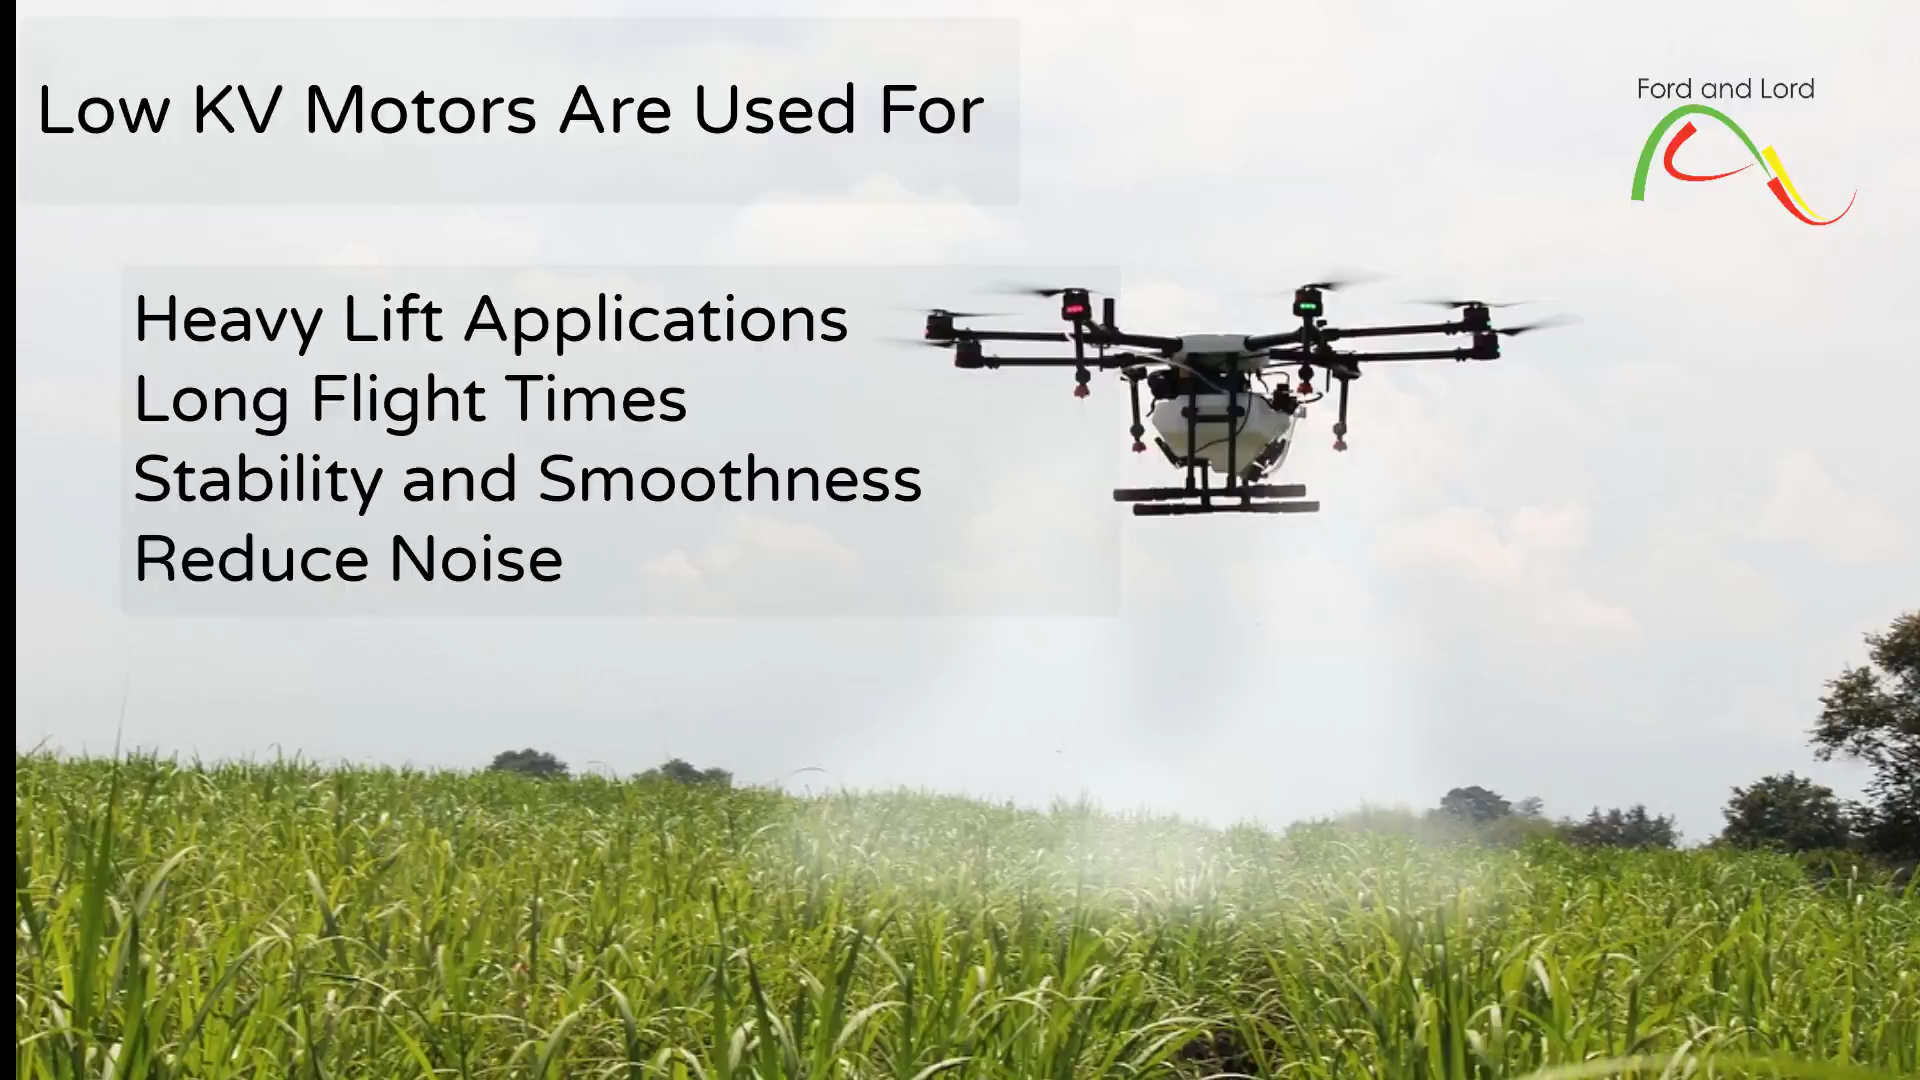 Low KV Motors Are Used For
Ford and Lord
Heavy Lift Applications
Long Flight Times
Stability and Smoothness
Reduce Noise